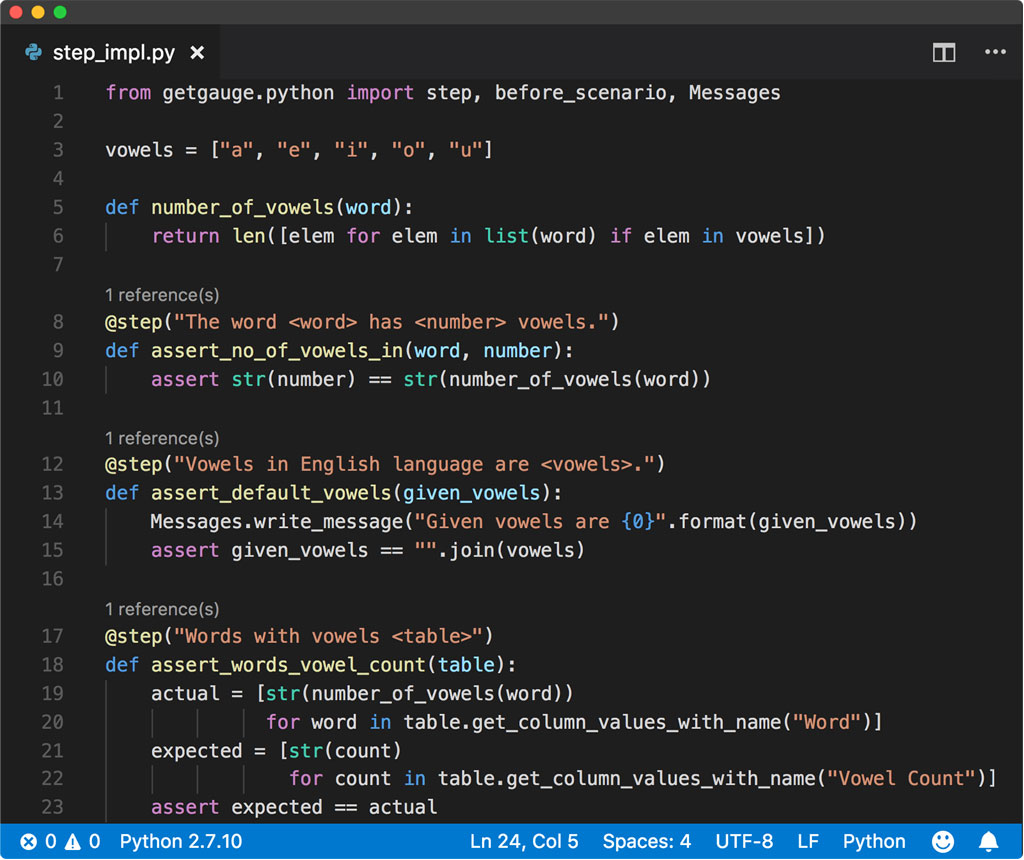 step_impl.py ×
1 from getgauge.python import step, before_scenario, Messages
2
3 vowels = ["a", "e", "i", "o", "u"]
4
5 def number_of_vowels(word):
6     return len([elem for elem in list(word) if elem in vowels])
7
1 reference(s)
8 @step("The word <word> has <number> vowels.")
9 def assert_no_of_vowels_in(word, number):
10     assert str(number) == str(number_of_vowels(word))
11
1 reference(s)
12 @step("Vowels in English language are <vowels>.")
13 def assert_default_vowels(given_vowels):
14     Messages.write_message("Given vowels are {0}".format(given_vowels))
15     assert given_vowels == "".join(vowels)
16
1 reference(s)
17 @step("Words with vowels <table>")
18 def assert_words_vowel_count(table):
19     actual = [str(number_of_vowels(word))
20               for word in table.get_column_values_with_name("Word")]
21     expected = [str(count)
22                 for count in table.get_column_values_with_name("Vowel Count")]
23     assert expected == actual
0 0 Python 2.7.10 Ln 24, Col 5 Spaces: 4 UTF-8 LF Python